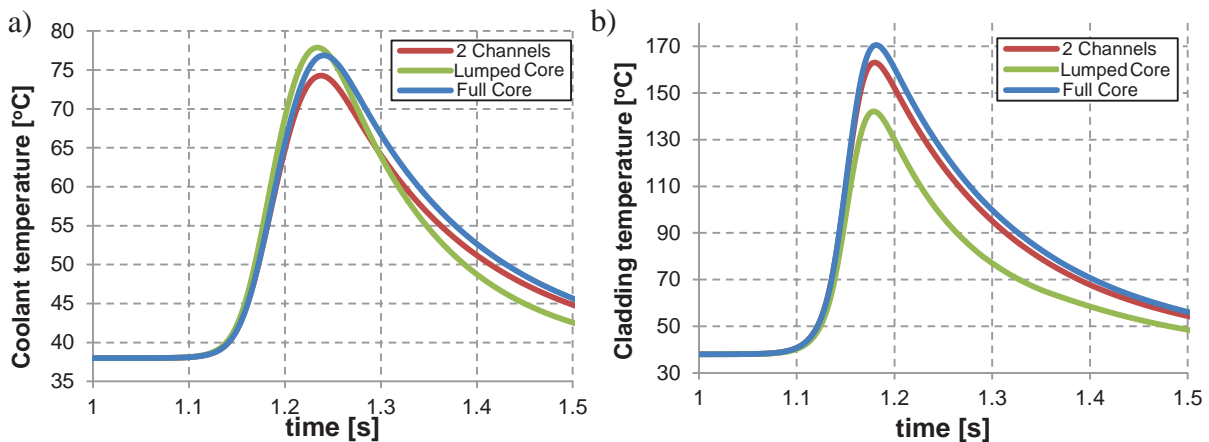 a)
Coolant temperature [ºC]
80
75
70
65
60
55
50
45
40
35
1
1.1
1.2
1.3
1.4
1.5
time [s]
2 Channels
Lumped Core
Full Core
b)
Cladding temperature [ºC]
170
150
130
110
90
70
50
30
1
1.1
1.2
1.3
1.4
1.5
time [s]
2 Channels
Lumped Core
Full Core